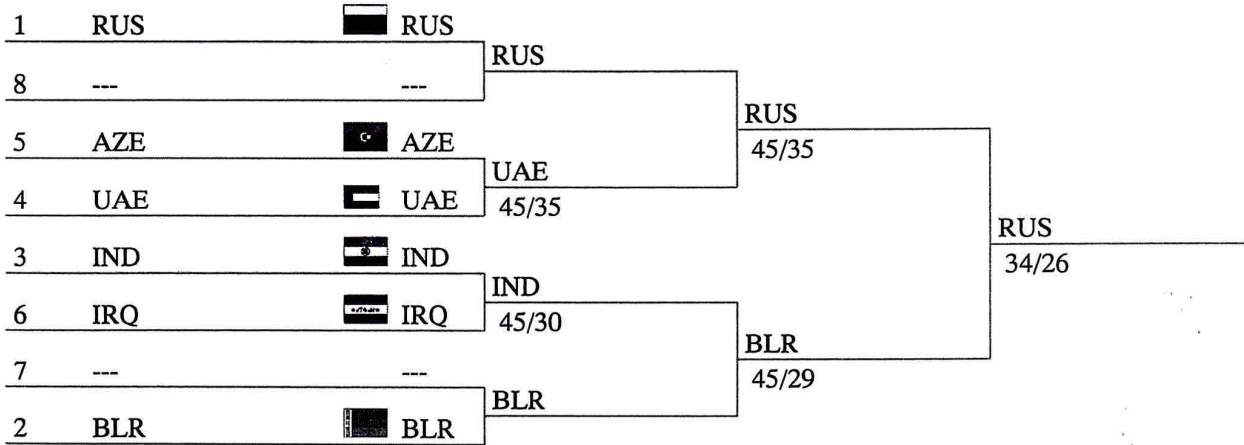 1 RUS RUS
RUS
8 --- ---
RUS
45/35
5 AZE AZE
UAE
45/35
4 UAE UAE
RUS
34/26
3 IND IND
IND
45/30
6 IRQ IRQ
BLR
45/29
7 --- ---
BLR
2 BLR BLR